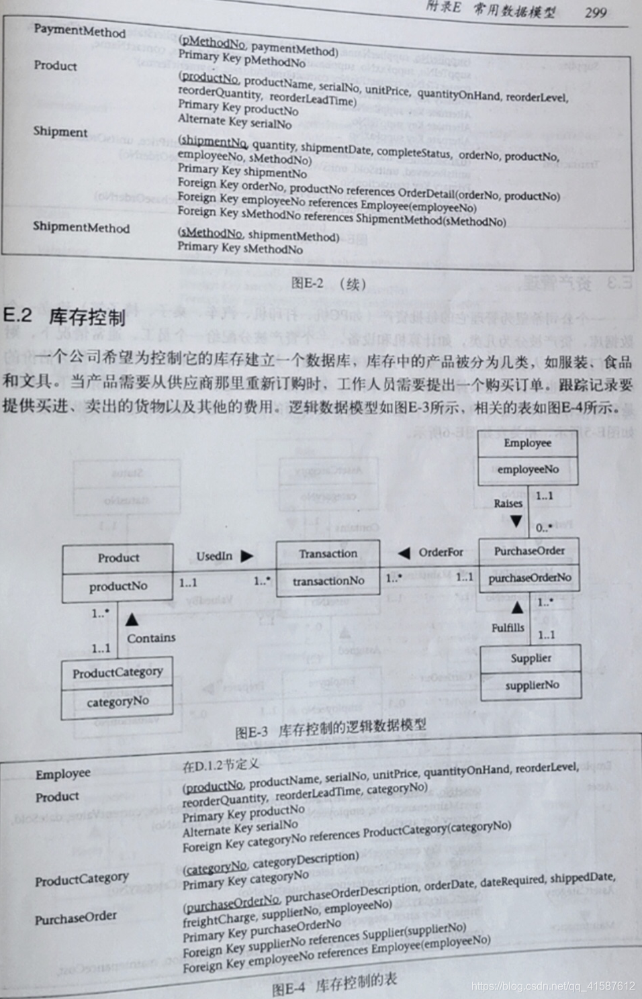 附录E 常用数据模型 299
PaymentMethod
(pMethodNo, paymentMethod)
Primary Key pMethodNo
Product
(productNo, productName, serialNo, unitPrice, quantityOnHand, reorderLevel,
reorderQuantity, reorderLeadTime)
Primary Key productNo
Alternate Key serialNo
Shipment
(shipmentNo, quantity, shipmentDate, completeStatus, orderNo, productNo,
employeeNo, sMethodNo)
Primary Key shipmentNo
Foreign Key orderNo, productNo references OrderDetail(orderNo, productNo)
Foreign Key employeeNo references Employee(employeeNo)
Foreign Key sMethodNo references ShipmentMethod(sMethodNo)
ShipmentMethod
(sMethodNo, shipmentMethod)
Primary Key sMethodNo
图E-2 （续）
E.2 库存控制
一个公司希望为控制它的库存建立一个数据库，库存中的产品被分为几类，如服装、食品
和文具。当产品需要从供应商那里重新订购时，工作人员需要提出一个购买订单。跟踪记录要
提供买进、卖出的货物以及其他的费用。逻辑数据模型如图E-3所示，相关的表如图E-4所示。
Employee
employeeNo
1..1
Raises
▼
0..*
Product
productNo
UsedIn ▶
1..1
1..*
Transaction
transactionNo
◀ OrderFor
1..*
1..1
PurchaseOrder
purchaseOrderNo
1..*
▲
Contains
1..1
▲
1..*
Fulfills
1..1
ProductCategory
categoryNo
Supplier
supplierNo
图E-3 库存控制的逻辑数据模型
Employee
在D.1.2节定义
Product
(productNo, productName, serialNo, unitPrice, quantityOnHand, reorderLevel,
reorderQuantity, reorderLeadTime, categoryNo)
Primary Key productNo
Alternate Key serialNo
Foreign Key categoryNo references ProductCategory(categoryNo)
ProductCategory
(categoryNo, categoryDescription)
Primary Key categoryNo
PurchaseOrder
(purchaseOrderNo, purchaseOrderDescription, orderDate, dateRequired, shippedDate,
freightCharge, supplierNo, employeeNo)
Primary Key purchaseOrderNo
Foreign Key supplierNo references Supplier(supplierNo)
Foreign Key employeeNo references Employee(employeeNo)
图E-4 库存控制的表
https://blog.csdn.net/qq_41587612